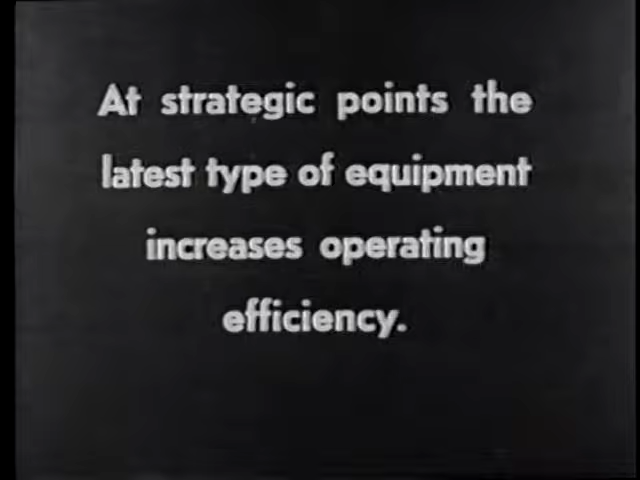 At strategic points the
latest type of equipment
increases operating
efficiency.